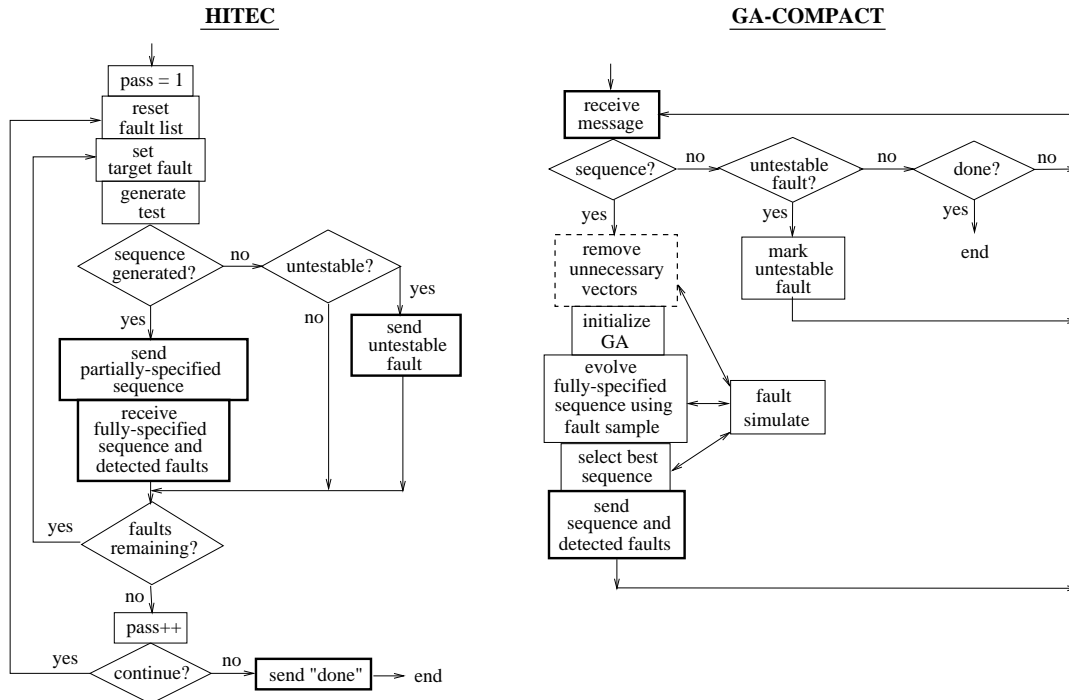 HITEC
pass = 1
reset
fault list
set
target fault
generate
test
sequence
generated?
no
untestable?
yes
yes
no
send
untestable
fault
send
partially-specified
sequence
receive
fully-specified
sequence and
detected faults
yes
faults
remaining?
no
pass++
yes
continue?
no
send "done"
end
GA-COMPACT
receive
message
sequence?
no
untestable
fault?
no
done?
no
yes
yes
yes
end
remove
unnecessary
vectors
mark
untestable
fault
initialize
GA
evolve
fully-specified
sequence using
fault sample
fault
simulate
select best
sequence
send
sequence and
detected faults